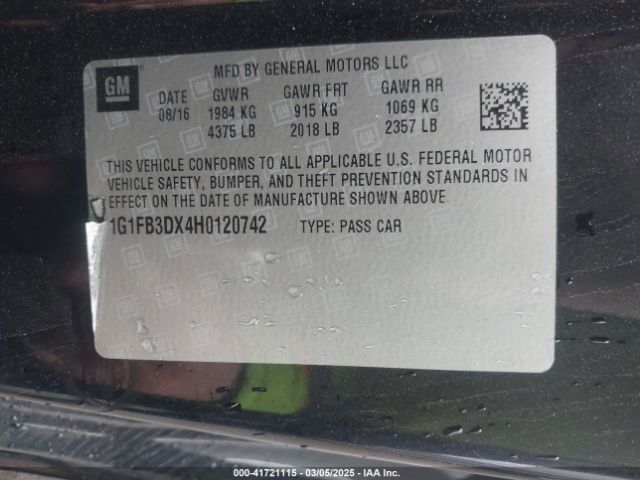 GM
MFD BY GENERAL MOTORS LLC
DATE GVWR GAWR FRT GAWR RR
08/16 1984 KG 915 KG 1069 KG
4375 LB 2018 LB 2357 LB
THIS VEHICLE CONFORMS TO ALL APPLICABLE U.S. FEDERAL MOTOR
VEHICLE SAFETY, BUMPER, AND THEFT PREVENTION STANDARDS IN
EFFECT ON THE DATE OF MANUFACTURE SHOWN ABOVE.
1G1FB3DX4H0120742 TYPE: PASS CAR
000-41721115 — 03/05/2025 — IAA Inc.